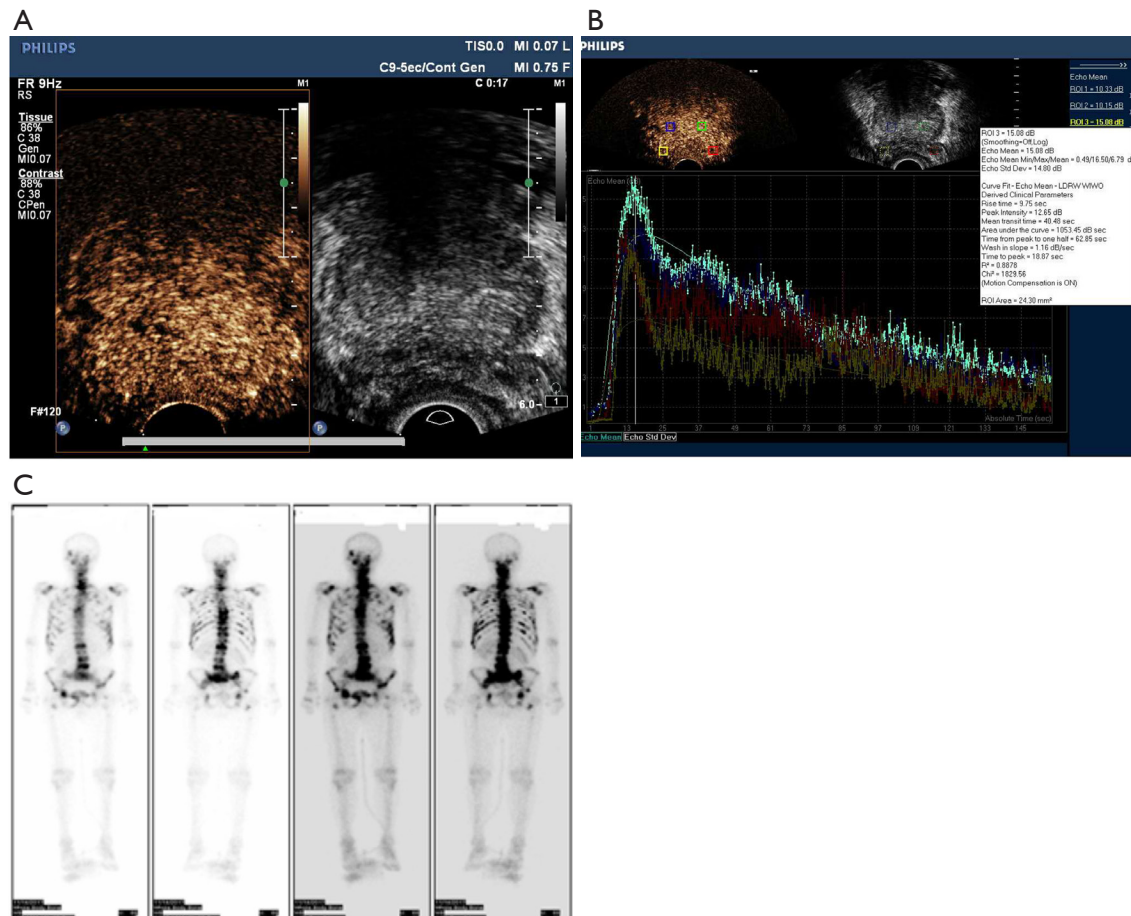 A
PHILIPS
TIS0.0 MI 0.07 L
C9-5ec/Cont Gen MI 0.75 F
FR 9Hz
RS
M1
C 0:17
M1
Tissue
86%
C 38
Gen
MI0.07
Contrast
88%
C 38
CPen
MI0.07
F#120
P
P
6.0
1
B
PHILIPS
Echo Mean
ROI 1 = 10.33 dB
ROI 2 = 10.15 dB
ROI 3 = 15.08 dB
ROI 3 = 15.08 dB
(Smoothing=Off,Log)
Echo Mean = 15.08 dB
Echo Mean Min/Max/Mean = 0.49/16.50/6.79 d
Echo Std Dev = 14.80 dB
Curve Fit - Echo Mean - LDRW WIWO
Derived Clinical Parameters
Rise time = 9.75 sec
Peak Intensity = 12.65 dB
Mean transit time = 40.48 sec
Area under the curve = 1053.45 dB sec
Time from peak to one half = 62.85 sec
Wash in slope = 1.16 dB/sec
Time to peak = 18.87 sec
R² = 0.8878
Chi² = 1829.56
(Motion Compensation is ON)
ROI Area = 24.30 mm²
Echo Mean
Absolute Time (sec)
1 13 25 37 49 61 73 85 97 109 121 133 145
Echo Mean Echo Std Dev
C